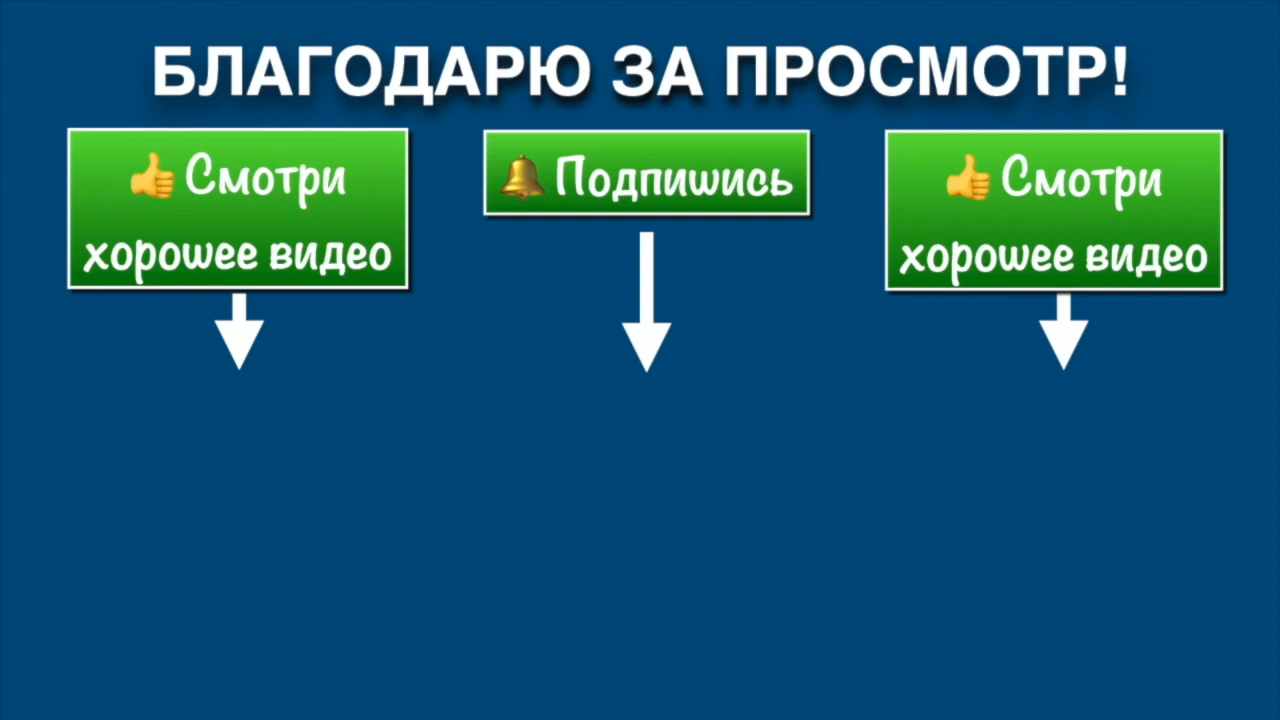 БЛАГОДАРЮ ЗА ПРОСМОТР!
👍 Смотри
хорошее видео
🔔 Подпишись
👍 Смотри
хорошее видео